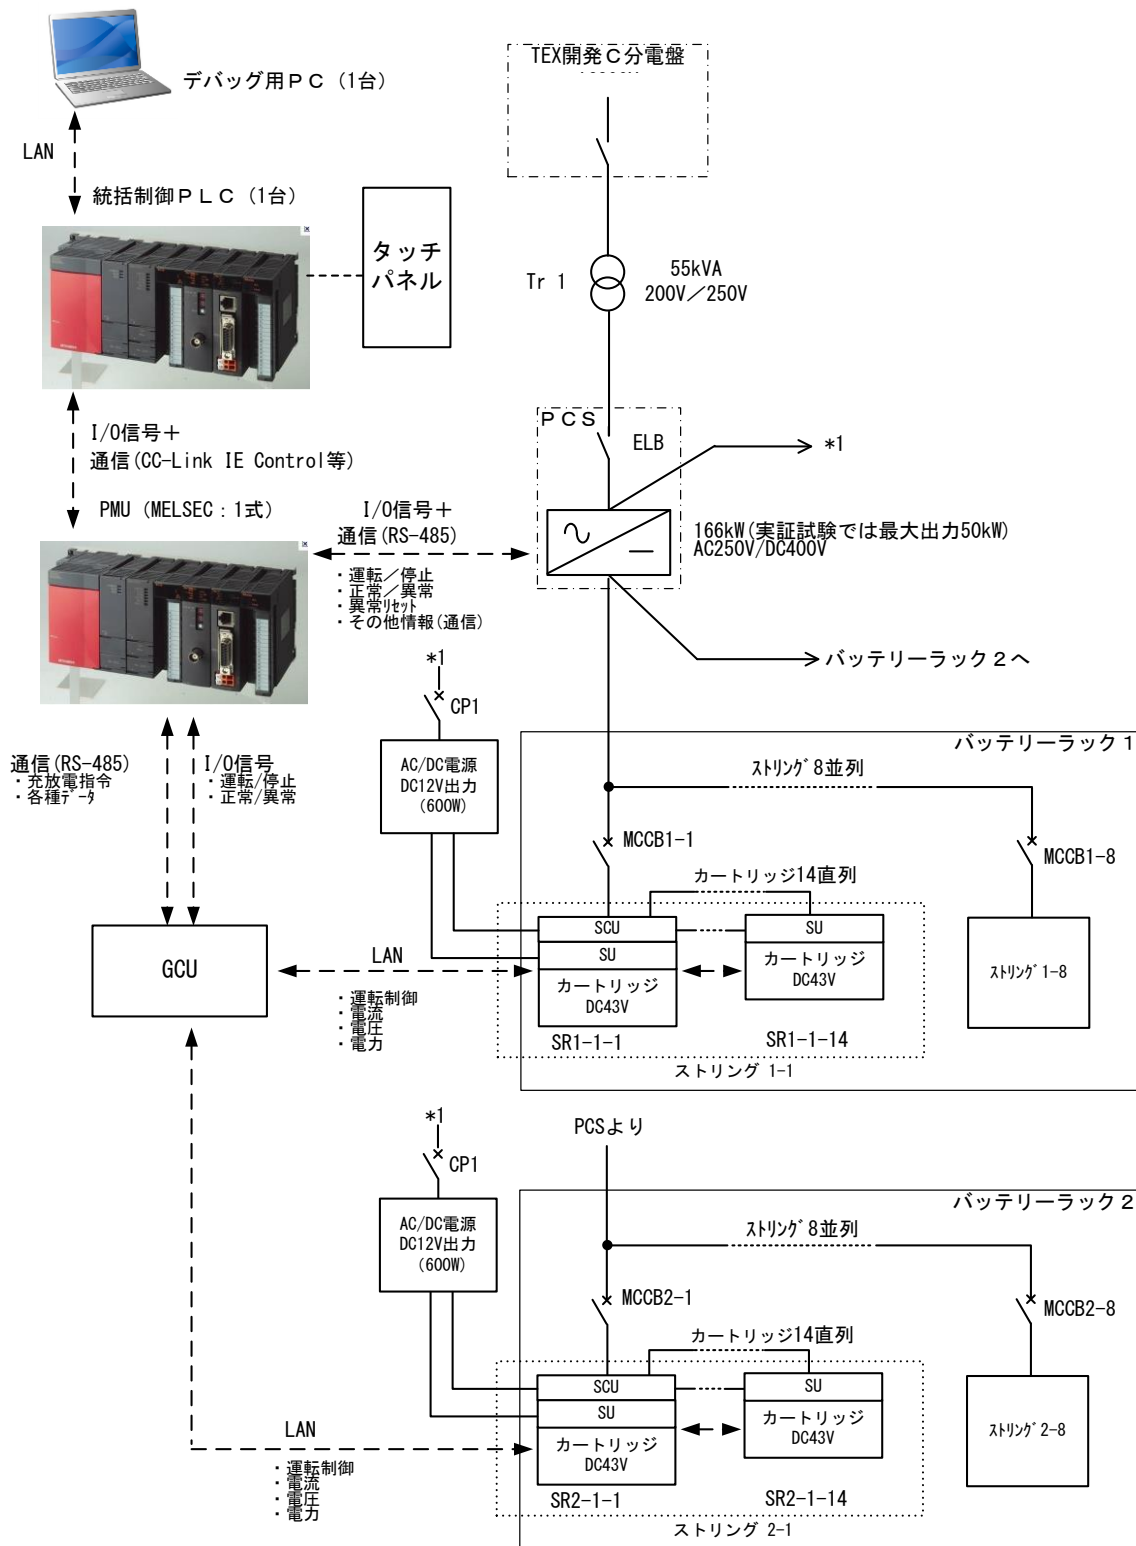 TEX開発C分電盤
デバッグ用PC (1台)
LAN
統括制御PLC (1台)
タッチ
パネル
Tr 1
55kVA
200V/250V
I/O信号+
通信(CC-Link IE Control等)
PCS
ELB
*1
PMU (MELSEC:1式)
I/O信号+
通信(RS-485)
・運転/停止
・正常/異常
・異常リセット
・その他情報(通信)
166kW(実証試験では最大出力50kW)
AC250V/DC400V
バッテリーラック2へ
*1
CP1
AC/DC電源
DC12V出力
(600W)
通信(RS-485)
・充放電指令
・各種データ
I/O信号
・運転/停止
・正常/異常
バッテリーラック1
ストリング8並列
MCCB1-1
MCCB1-8
カートリッジ14直列
SCU
SU
カートリッジ
DC43V
SR1-1-1
SU
カートリッジ
DC43V
SR1-1-14
ストリング1-8
ストリング 1-1
GCU
LAN
・運転制御
・電流
・電圧
・電力
*1
CP1
AC/DC電源
DC12V出力
(600W)
PCSより
バッテリーラック2
ストリング8並列
MCCB2-1
MCCB2-8
カートリッジ14直列
SCU
SU
カートリッジ
DC43V
SR2-1-1
SU
カートリッジ
DC43V
SR2-1-14
ストリング2-8
ストリング 2-1
LAN
・運転制御
・電流
・電圧
・電力